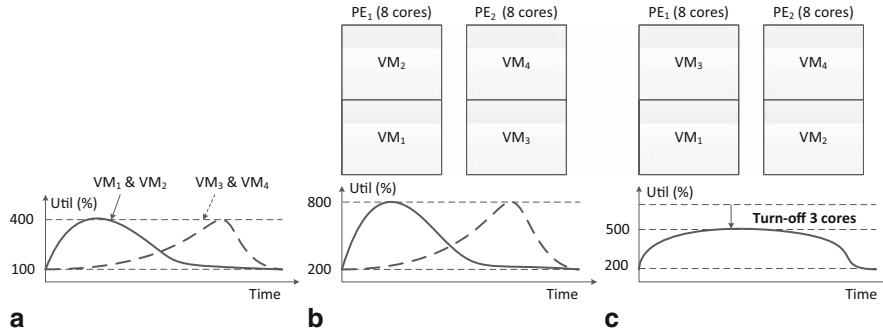 PE₁ (8 cores)
PE₂ (8 cores)
PE₁ (8 cores)
PE₂ (8 cores)
VM₂
VM₄
VM₃
VM₄
VM₁
VM₃
VM₁
VM₂
VM₁ & VM₂
VM₃ & VM₄
Util (%)
400
100
Time
a
Util (%)
800
200
Time
b
Util (%)
Turn-off 3 cores
500
200
Time
c